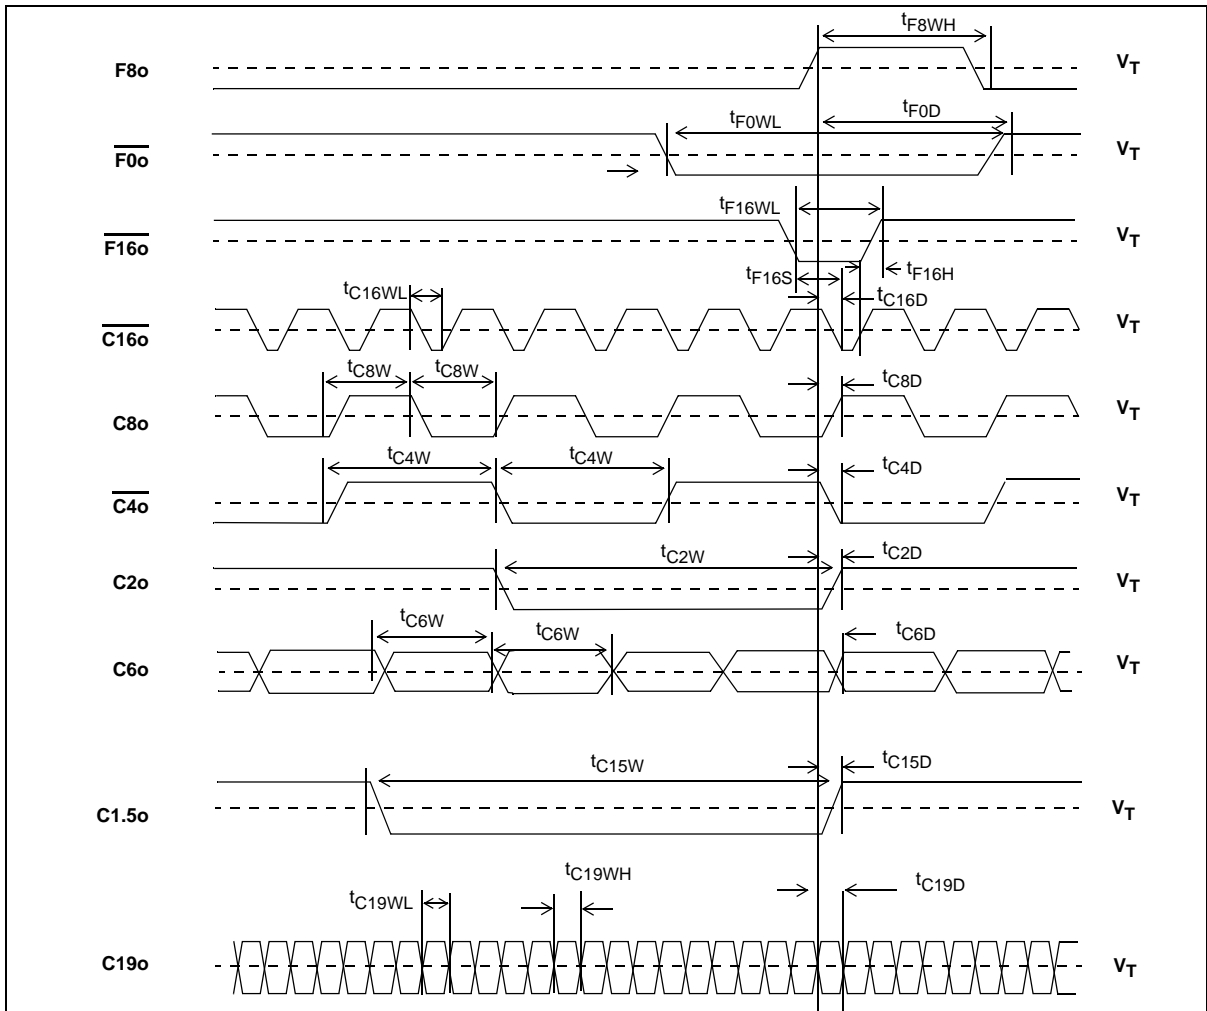 tF8WH
F8o
VT
tF0WL
tF0D
F0o
VT
tF16WL
F16o
VT
tF16S
tF16H
tC16WL
tC16D
C16o
VT
tC8W
tC8W
tC8D
C8o
VT
tC4W
tC4W
tC4D
C4o
VT
tC2W
tC2D
C2o
VT
tC6W
tC6W
tC6D
C6o
VT
tC15W
tC15D
C1.5o
VT
tC19WL
tC19WH
tC19D
C19o
VT